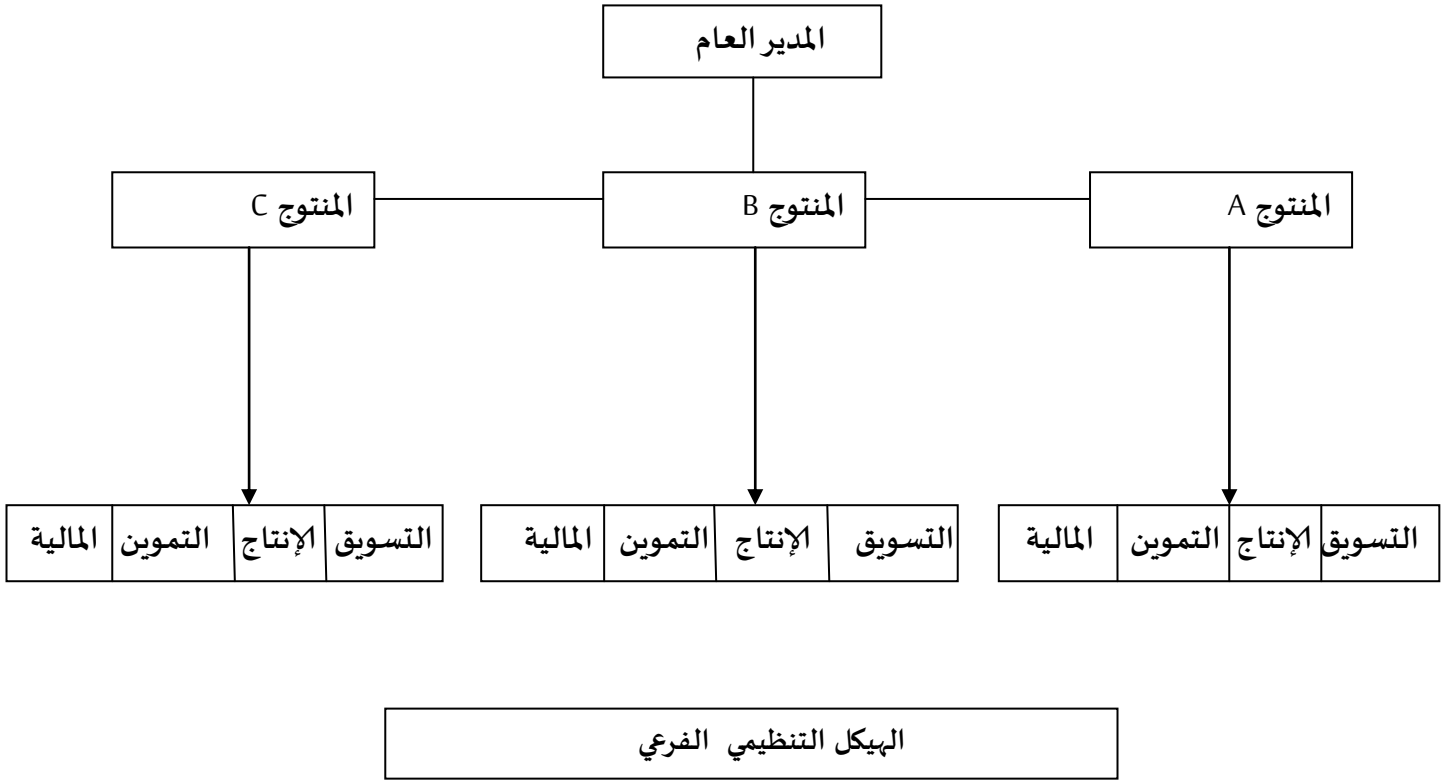 المدير العام
المنتوج A
المنتوج B
المنتوج C
التسويق الإنتاج التموين المالية
التسويق الإنتاج التموين المالية
التسويق الإنتاج التموين المالية
الهيكل التنظيمي الفرعي